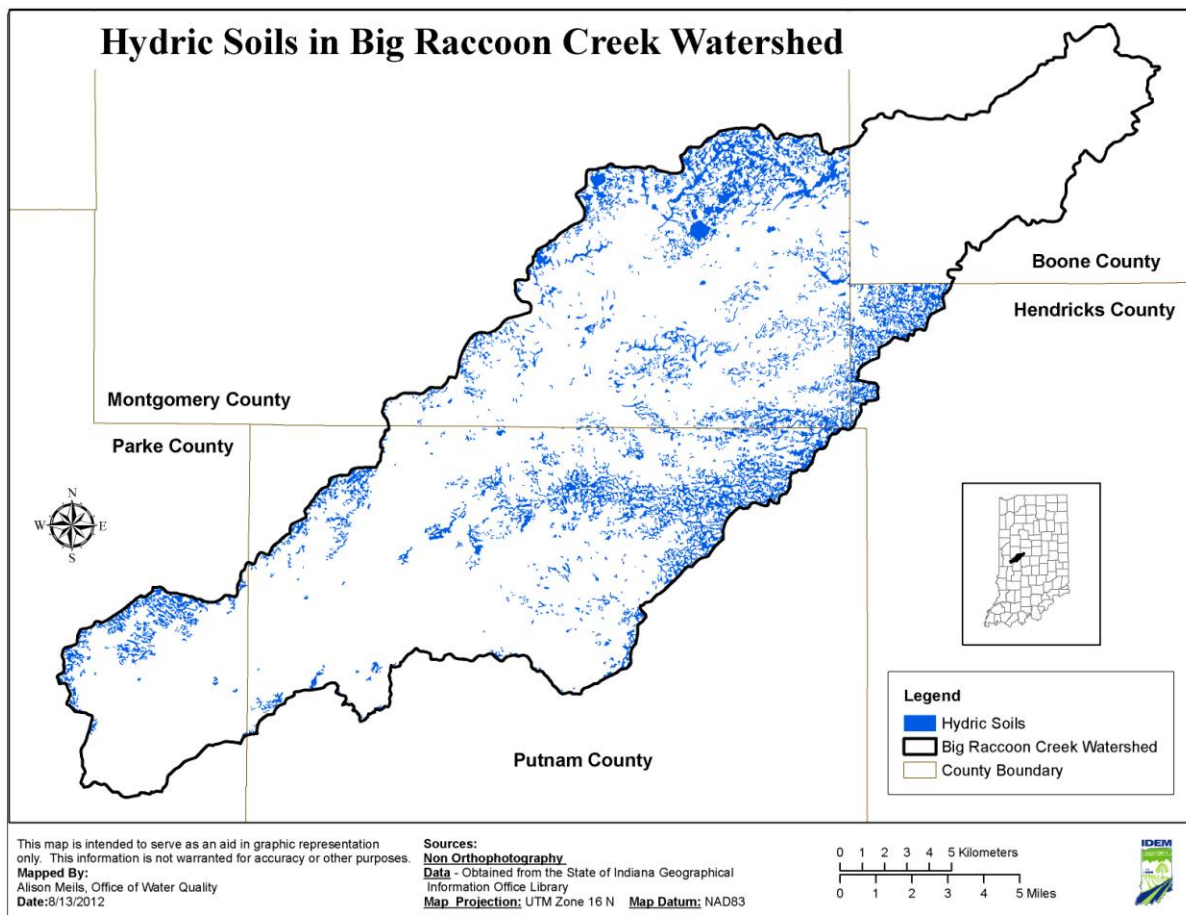 Hydric Soils in Big Raccoon Creek Watershed
Boone County
Hendricks County
Montgomery County
Parke County
N
W E
S
Putnam County
Legend
Hydric Soils
Big Raccoon Creek Watershed
County Boundary
This map is intended to serve as an aid in graphic representation
only. This information is not warranted for accuracy or other purposes.
Mapped By:
Alison Meils, Office of Water Quality
Date:8/13/2012
Sources:
Non Orthophotography
Data - Obtained from the State of Indiana Geographical
Information Office Library
Map Projection: UTM Zone 16 N Map Datum: NAD83
0 1 2 3 4 5 Kilometers
0 1 2 3 4 5 Miles
IDEM